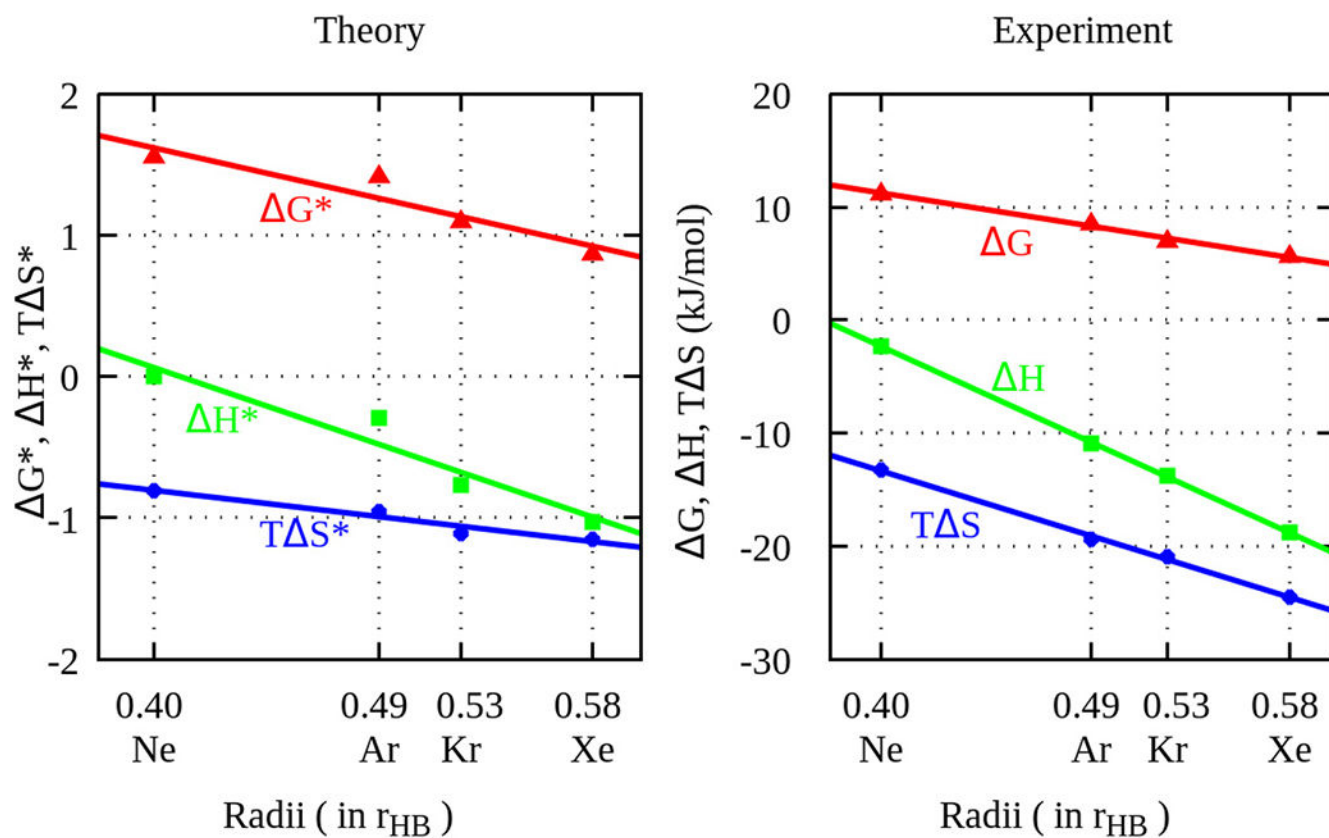 Theory
2
1
0
-1
-2
ΔG*, ΔH*, TΔS*
ΔG*
ΔH*
TΔS*
0.40 0.49 0.53 0.58
Ne Ar Kr Xe
Radii ( in rHB )
Experiment
20
10
0
-10
-20
-30
ΔG, ΔH, TΔS (kJ/mol)
ΔG
ΔH
TΔS
0.40 0.49 0.53 0.58
Ne Ar Kr Xe
Radii ( in rHB )